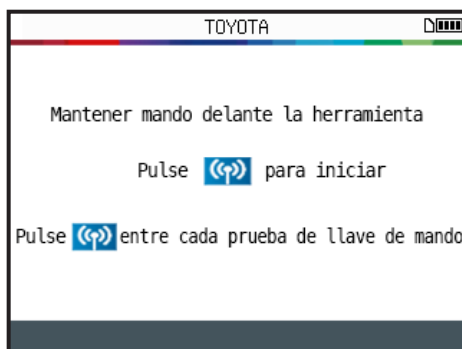 TOYOTA
Mantener mando delante la herramienta
Pulse para iniciar
Pulse entre cada prueba de llave de mando